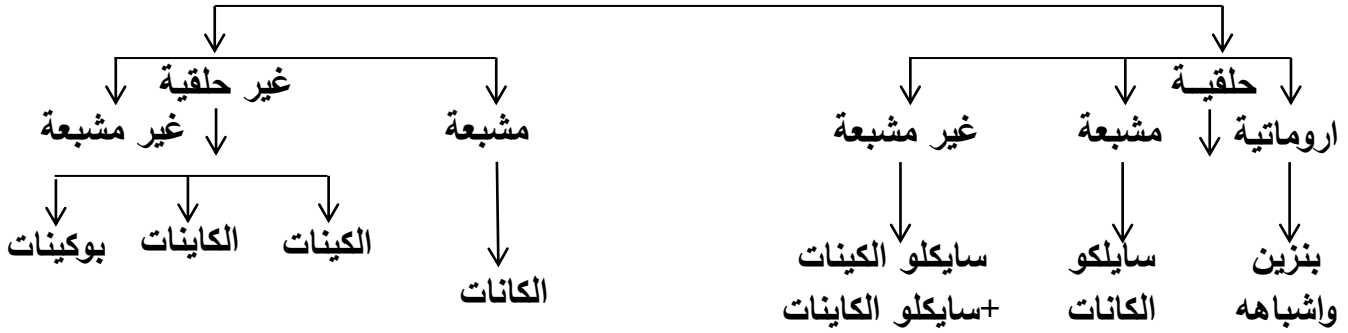 حلقيــة
غير حلقية
اروماتية
مشبعة
غير مشبعة
مشبعة
غير مشبعة
بنزين
واشباهه
سايلكو
الكانات
سايكلو الكينات
+سايكلو الكاينات
الكانات
الكينات
الكاينات
بوكينات